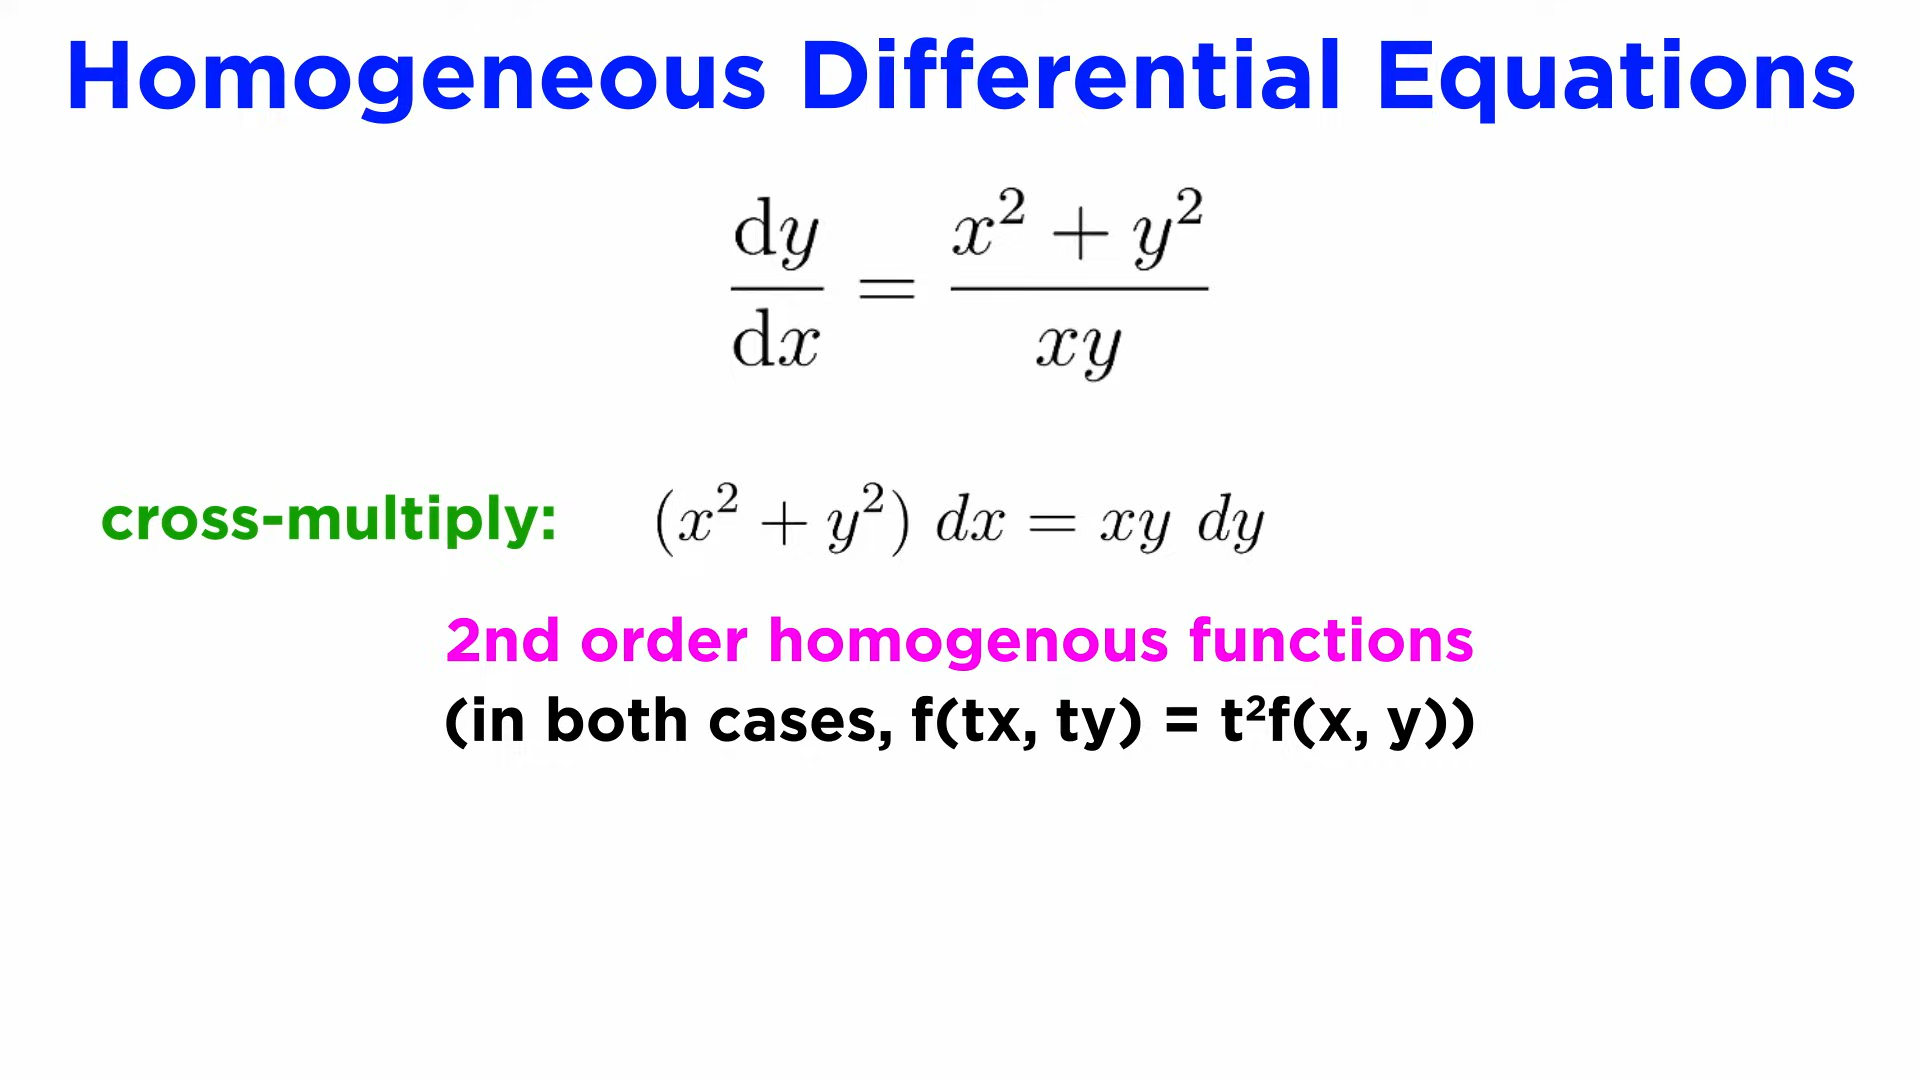 Homogeneous Differential Equations
dy/dx = (x² + y²)/(xy)
cross-multiply: (x² + y²) dx = xy dy
2nd order homogenous functions
(in both cases, f(tx, ty) = t²f(x, y))